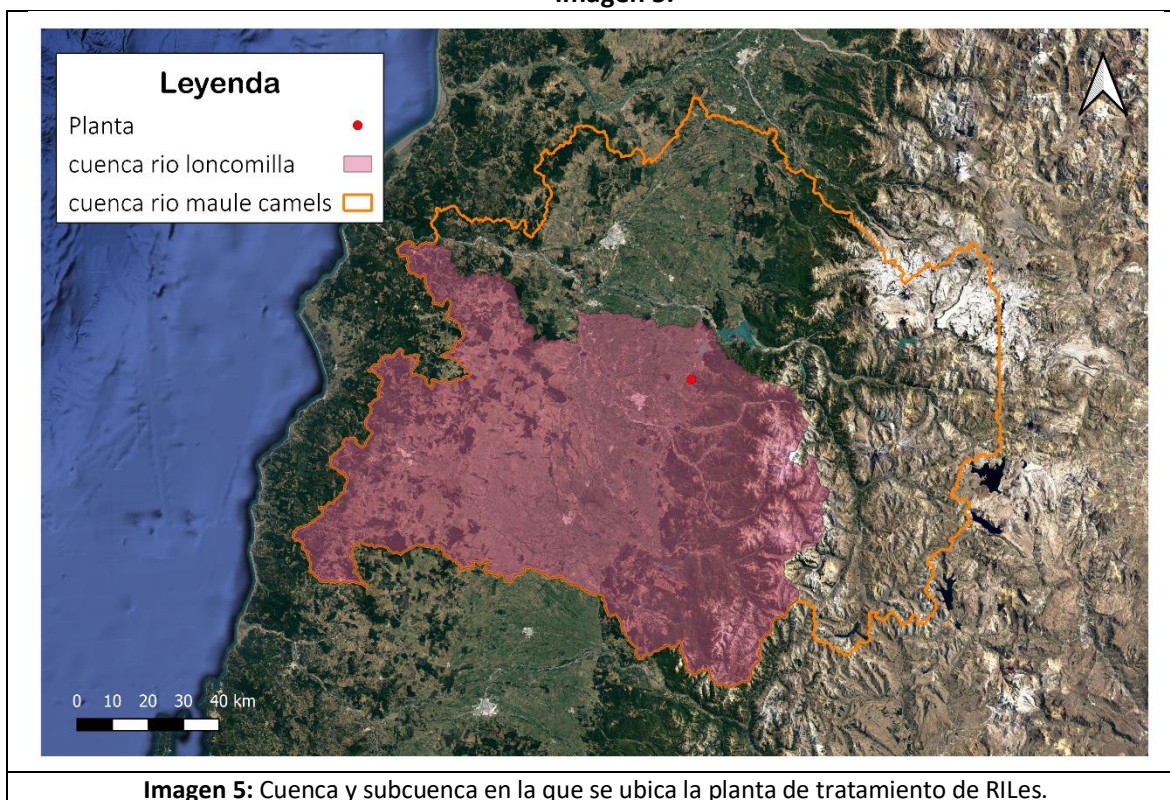 Imagen 5:
Leyenda
Planta
cuenca rio loncomilla
cuenca rio maule camels
0 10 20 30 40 km
Imagen 5: Cuenca y subcuenca en la que se ubica la planta de tratamiento de RILes.